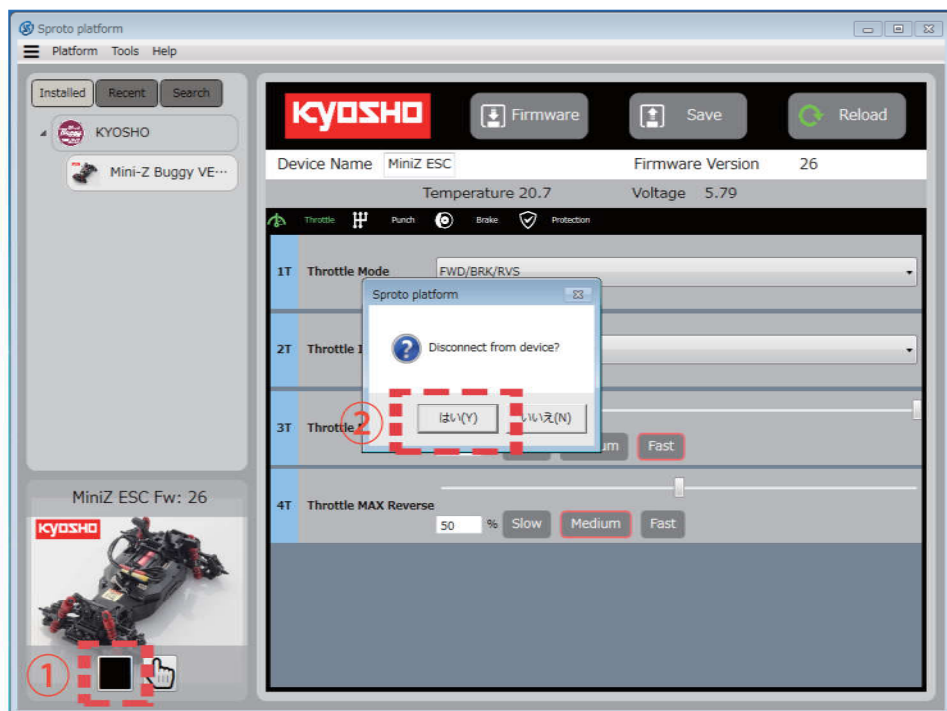 Sproto platform
Platform Tools Help
Installed Recent Search
KYOSHO
Mini-Z Buggy VE…
KYOSHO Firmware Save Reload
Device Name MiniZ ESC Firmware Version 26
Temperature 20.7 Voltage 5.79
Throttle Punch Brake Protection
1T Throttle Mode FWD/BRK/RVS
Sproto platform
Disconnect from device?
はい(Y) いいえ(N)
②
2T Throttle
3T Throttle
Fast
4T Throttle MAX Reverse
50 % Slow Medium Fast
MiniZ ESC Fw: 26
KYOSHO
①